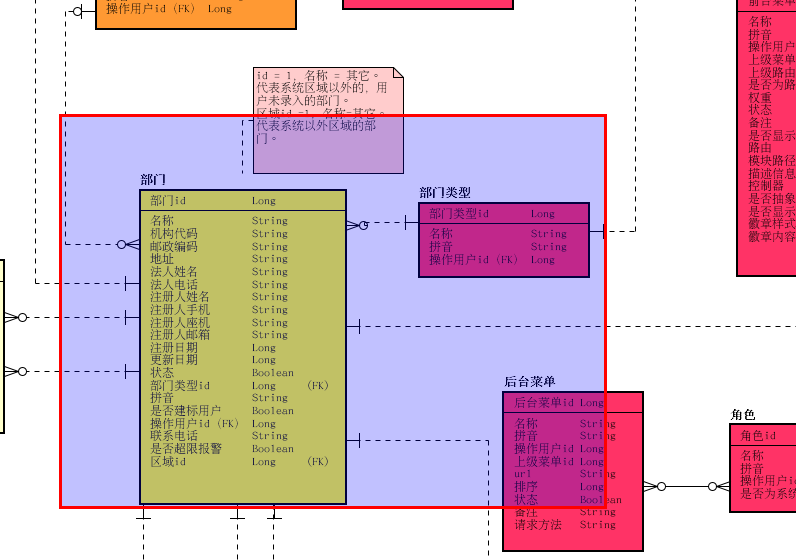 操作用户id (FK) Long
id = 1, 名称 = 其它。
代表系统区域以外的, 用
户未录入的部门。
区域id =1, 名称=其它。
代表系统以外区域的部
门。
部门
部门id Long
名称 String
机构代码 String
邮政编码 String
地址 String
法人姓名 String
法人电话 String
注册人姓名 String
注册人手机 String
注册人座机 String
注册人邮箱 String
注册日期 Long
更新日期 Long
状态 Boolean
部门类型id Long (FK)
拼音 String
是否建标用户 Boolean
操作用户id (FK) Long
联系电话 String
是否超限报警 Boolean
区域id Long (FK)
部门类型
部门类型id Long
名称 String
拼音 String
操作用户id (FK) Long
后台菜单
后台菜单id Long
名称 String
拼音 String
操作用户id Long
上级菜单id Long
url String
排序 Long
状态 Boolean
备注 String
请求方法 String
名称
拼音
操作用户
上级菜单
上级路由
是否为路
权重
状态
备注
是否显示
路由
模块路径
描述信息
控制器
是否抽象
是否显示
徽章样式
徽章内容
角色
角色id
名称
拼音
操作用户id
是否为系统